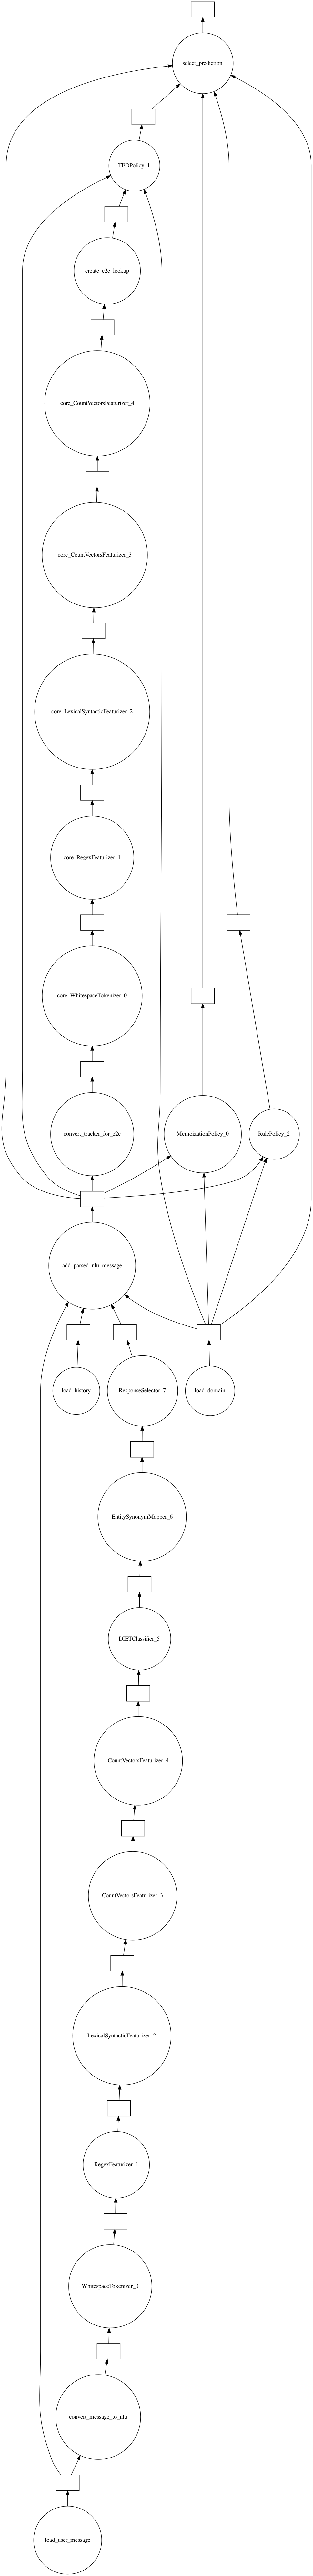 select_prediction
TEDPolicy_1
create_e2e_lookup
core_CountVectorsFeaturizer_4
core_CountVectorsFeaturizer_3
core_LexicalSyntacticFeaturizer_2
core_RegexFeaturizer_1
core_WhitespaceTokenizer_0
convert_tracker_for_e2e
MemoizationPolicy_0
RulePolicy_2
add_parsed_nlu_message
load_history
ResponseSelector_7
load_domain
EntitySynonymMapper_6
DIETClassifier_5
CountVectorsFeaturizer_4
CountVectorsFeaturizer_3
LexicalSyntacticFeaturizer_2
RegexFeaturizer_1
WhitespaceTokenizer_0
convert_message_to_nlu
load_user_message